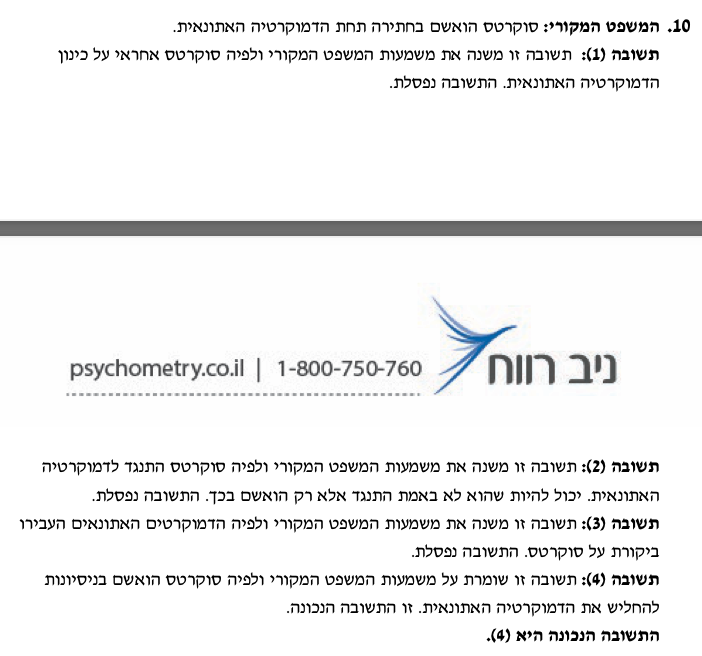 10. המשפט המקורי: סוקרטס הואשם בחתירה תחת הדמוקרטיה האתונאית.
תשובה (1): תשובה זו משנה את משמעות המשפט המקורי ולפיה סוקרטס אחראי על כינון
הדמוקרטיה האתונאית. התשובה נפסלת.
ניב רווח
psychometry.co.il | 1-800-750-760
תשובה (2): תשובה זו משנה את משמעות המשפט המקורי ולפיה סוקרטס התנגד לדמוקרטיה
האתונאית. יכול להיות שהוא לא באמת התנגד אלא רק הואשם בכך. התשובה נפסלת.
תשובה (3): תשובה זו משנה את משמעות המשפט המקורי ולפיה הדמוקרטים האתונאים העבירו
ביקורת על סוקרטס. התשובה נפסלת.
תשובה (4): תשובה זו שומרת על משמעות המשפט המקורי ולפיה סוקרטס הואשם בניסיונות
להחליש את הדמוקרטיה האתונאית. זו התשובה הנכונה.
התשובה הנכונה היא (4).